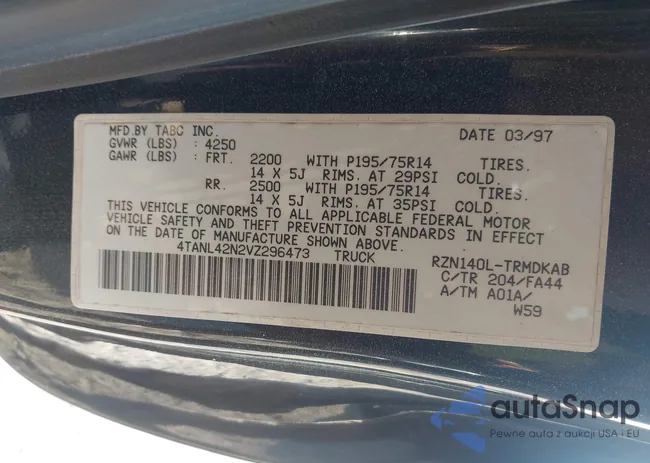 MFD.BY TABC INC. DATE 03/97
GVWR (LBS) : 4250
GAWR (LBS) : FRT. 2200 WITH P195/75R14 TIRES.
14 X 5J RIMS. AT 29PSI COLD.
RR. 2500 WITH P195/75R14 TIRES.
14 X 5J RIMS. AT 35PSI COLD.
THIS VEHICLE CONFORMS TO ALL APPLICABLE FEDERAL MOTOR
VEHICLE SAFETY AND THEFT PREVENTION STANDARDS IN EFFECT
ON THE DATE OF MANUFACTURE SHOWN ABOVE.
4TANL42N2VZ296473 TRUCK RZN140L-TRMDKAB
C/TR 204/FA44
A/TM A01A/
W59
autoSnap
Pewne auta z aukcji USA i EU